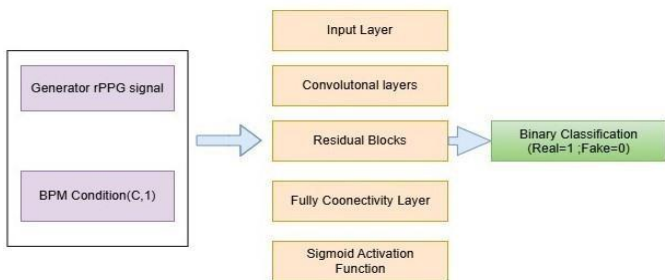 Generator rPPG signal
BPM Condition(C,1)
Input Layer
Convolutonal layers
Residual Blocks
Fully Coonectivity Layer
Sigmoid Activation
Function
Binary Classification
(Real=1 ;Fake=0)